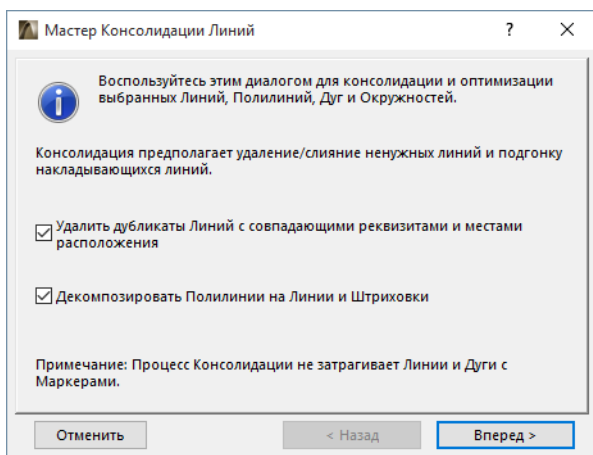 Мастер Консолидации Линий
?
Воспользуйтесь этим диалогом для консолидации и оптимизации
выбранных Линий, Полилиний, Дуг и Окружностей.
Консолидация предполагает удаление/слияние ненужных линий и подгонку
накладывающихся линий.
Удалить дубликаты Линий с совпадающими реквизитами и местами
расположения
Декомпозировать Полилинии на Линии и Штриховки
Примечание: Процесс Консолидации не затрагивает Линии и Дуги с
Маркерами.
Отменить
< Назад
Вперед >